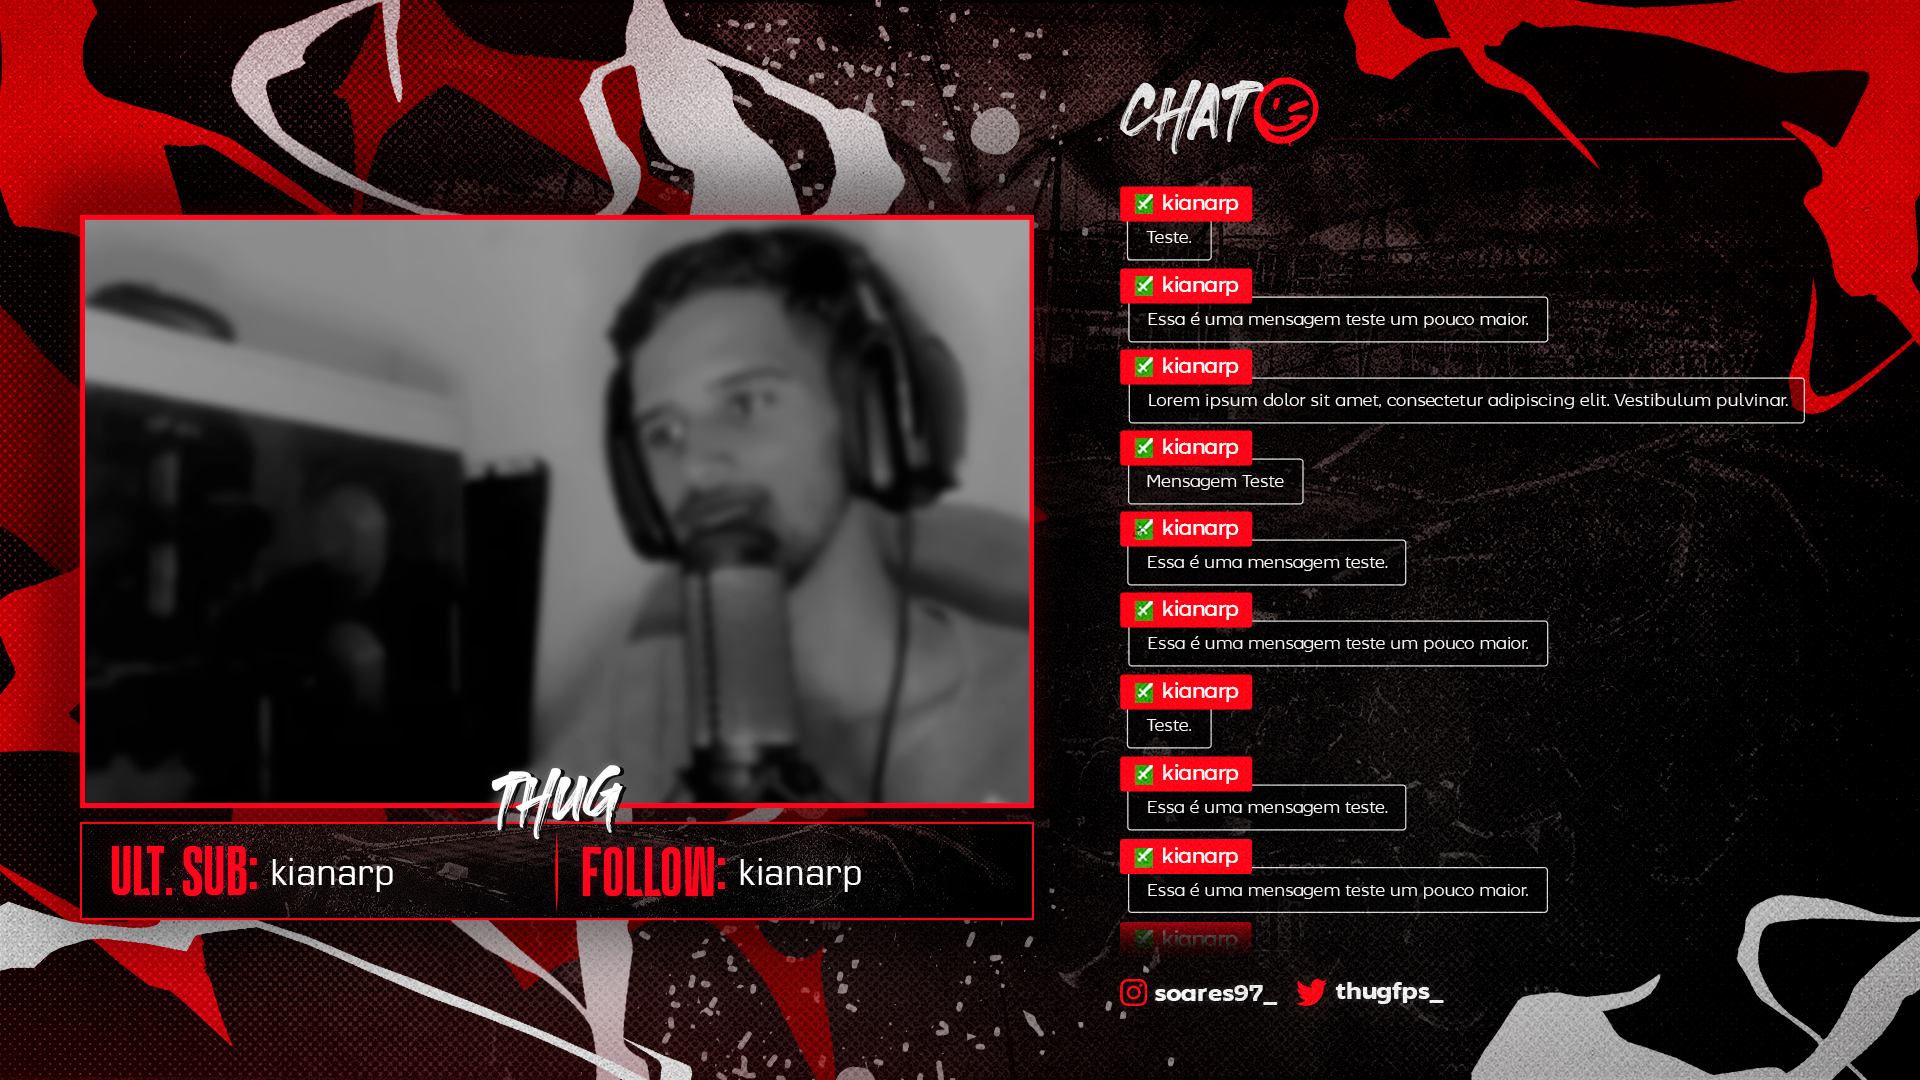 CHAT
kianarp
Teste.
kianarp
Essa é uma mensagem teste um pouco maior.
kianarp
Lorem ipsum dolor sit amet, consectetur adipiscing elit. Vestibulum pulvinar.
kianarp
Mensagem Teste
kianarp
Essa é uma mensagem teste.
kianarp
Essa é uma mensagem teste um pouco maior.
kianarp
Teste.
kianarp
Essa é uma mensagem teste.
kianarp
Essa é uma mensagem teste um pouco maior.
kianarp
THUG
ULT. SUB: kianarp
FOLLOW: kianarp
soares97_ thugfps_